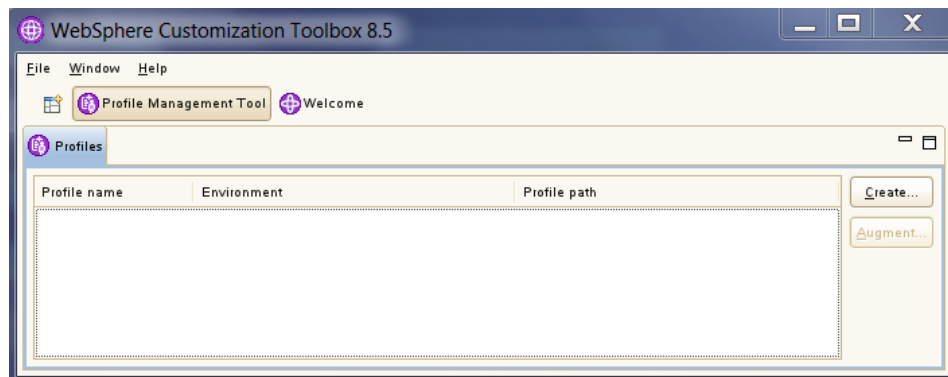 WebSphere Customization Toolbox 8.5
File Window Help
Profile Management Tool Welcome
Profiles
Profile name Environment Profile path Create...
Augment...